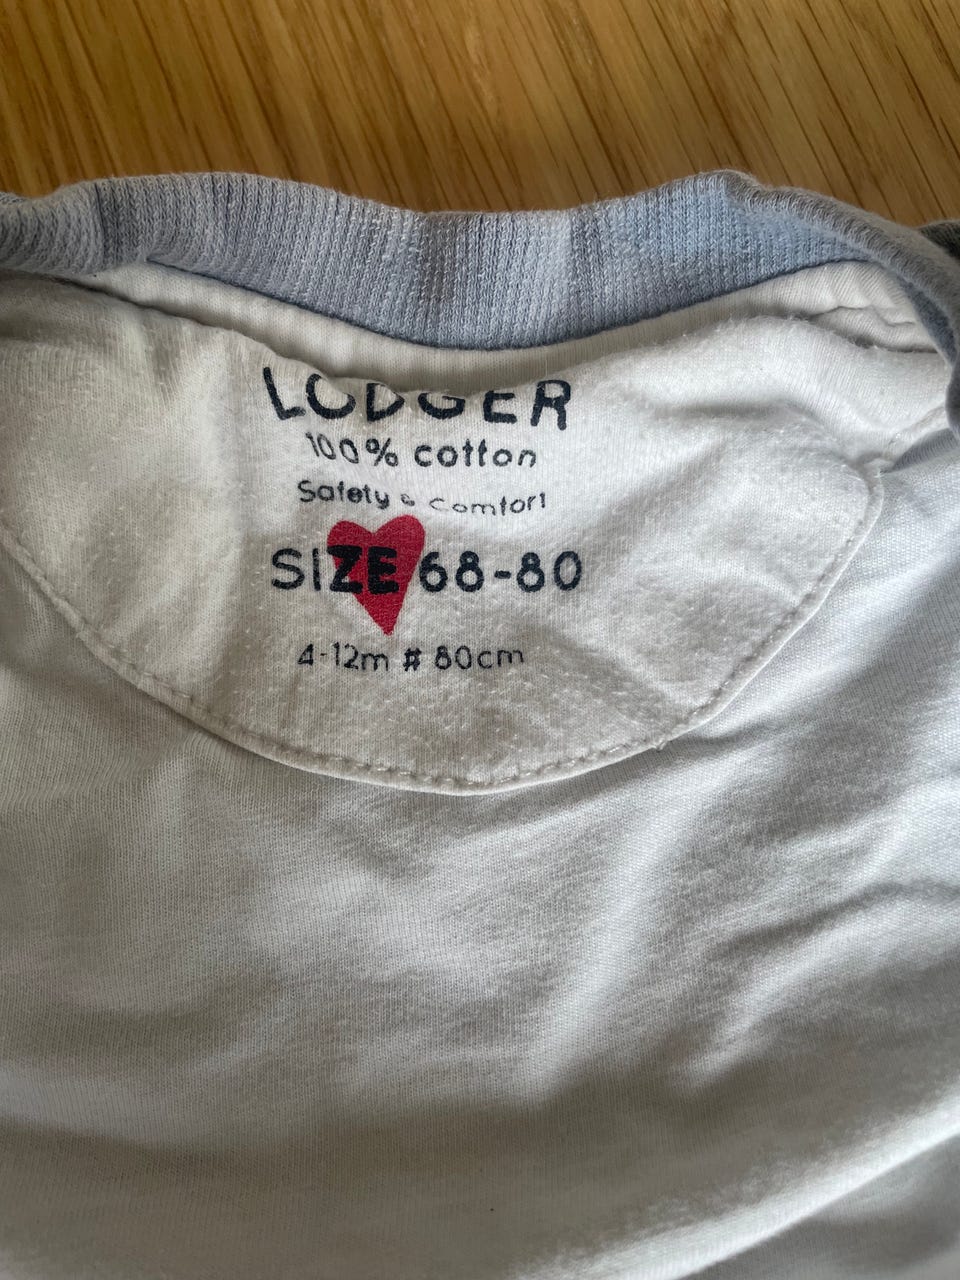 LODGER
100% cotton
Safety & comfort
SIZE 68-80
4-12m # 80cm